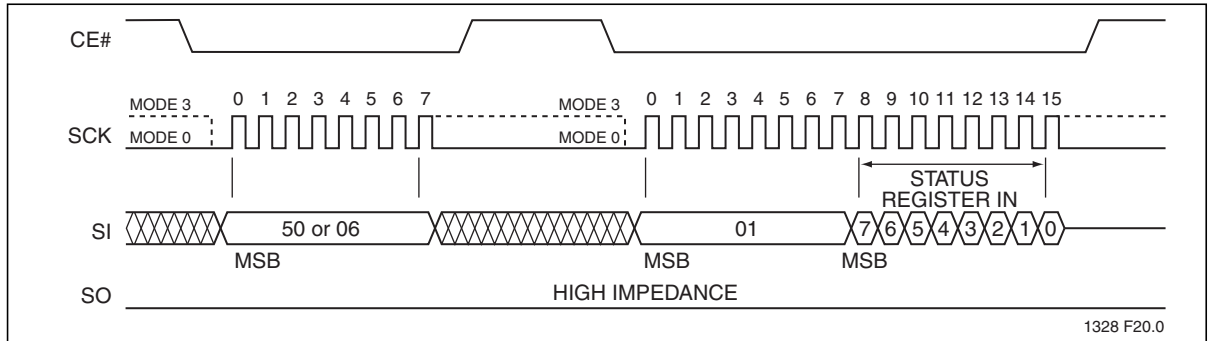 CE#
MODE 3 0 1 2 3 4 5 6 7 MODE 3 0 1 2 3 4 5 6 7 8 9 10 11 12 13 14 15
SCK MODE 0 MODE 0
STATUS
REGISTER IN
SI 50 or 06 01 7 6 5 4 3 2 1 0
MSB MSB MSB
SO HIGH IMPEDANCE
1328 F20.0